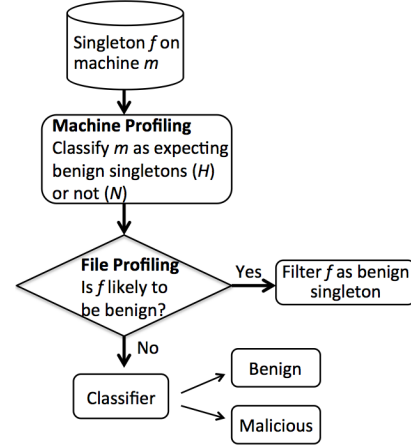 Singleton f on
machine m
Machine Profiling
Classify m as expecting
benign singletons (H)
or not (N)
File Profiling
Is f likely to
be benign?
Yes
Filter f as benign
singleton
No
Classifier
Benign
Malicious